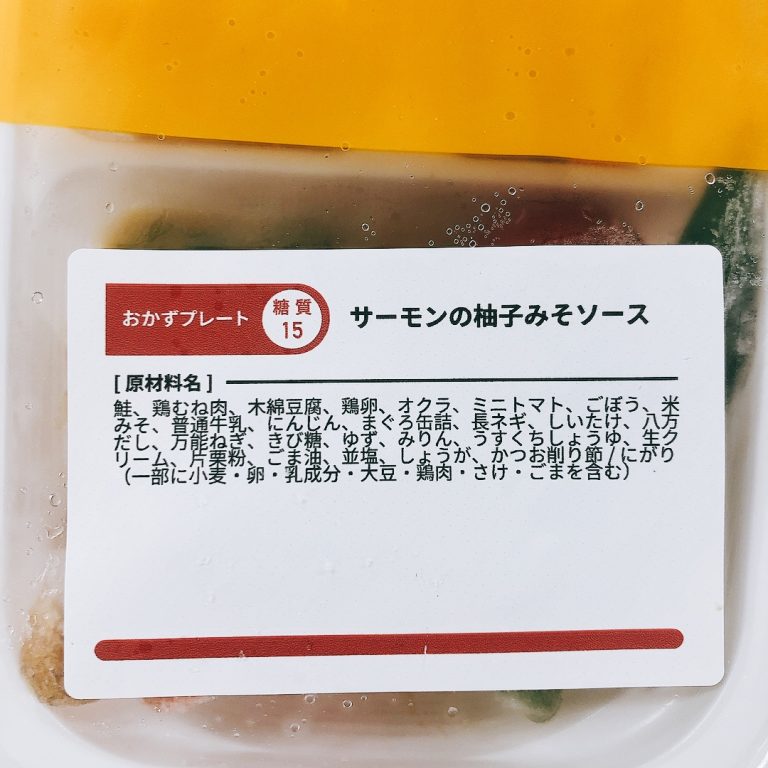 おかずプレート 糖質 15 サーモンの柚子みそソース
[ 原材料名 ]
鮭、鶏むね肉、木綿豆腐、鶏卵、オクラ、ミニトマト、ごぼう、米
みそ、普通牛乳、にんじん、まぐろ缶詰、長ネギ、しいたけ、八方
だし、万能ねぎ、きび糖、ゆず、みりん、うすくちしょうゆ、生ク
リーム、片栗粉、ごま油、並塩、しょうが、かつお削り節 / にがり
（一部に小麦・卵・乳成分・大豆・鶏肉・さけ・ごまを含む）